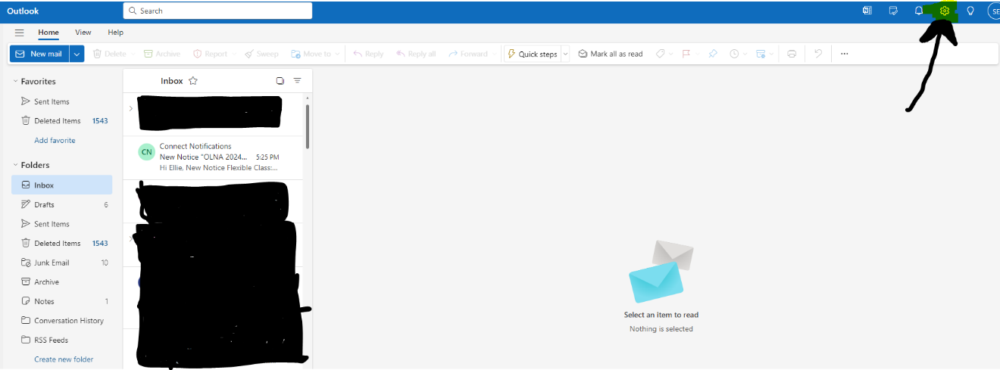 Outlook
Search
SE
Home View Help
New mail Delete Archive Report Sweep Move to Reply Reply all Forward Quick steps Mark all as read ...
Favorites
Sent Items
Deleted Items 1543
Add favorite
Folders
Inbox
Drafts 6
Sent Items
Deleted Items 1543
Junk Email 10
Archive
Notes 1
Conversation History
RSS Feeds
Create new folder
Inbox
CN
Connect Notifications
New Notice "OLNA 2024... 5:25 PM
Hi Ellie, New Notice Flexible Class:...
Select an item to read
Nothing is selected